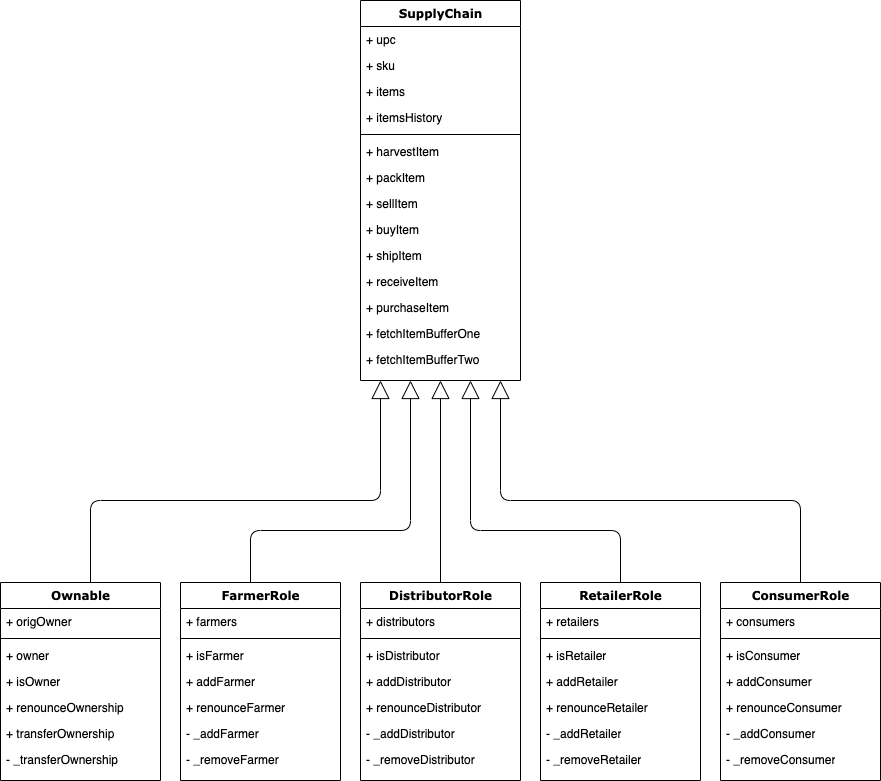 SupplyChain
+ upc
+ sku
+ items
+ itemsHistory
+ harvestItem
+ packItem
+ sellItem
+ buyItem
+ shipItem
+ receiveItem
+ purchaseItem
+ fetchItemBufferOne
+ fetchItemBufferTwo
Ownable
+ origOwner
+ owner
+ isOwner
+ renounceOwnership
+ transferOwnership
- _transferOwnership
FarmerRole
+ farmers
+ isFarmer
+ addFarmer
+ renounceFarmer
- _addFarmer
- _removeFarmer
DistributorRole
+ distributors
+ isDistributor
+ addDistributor
+ renounceDistributor
- _addDistributor
- _removeDistributor
RetailerRole
+ retailers
+ isRetailer
+ addRetailer
+ renounceRetailer
- _addRetailer
- _removeRetailer
ConsumerRole
+ consumers
+ isConsumer
+ addConsumer
+ renounceConsumer
- _addConsumer
- _removeConsumer